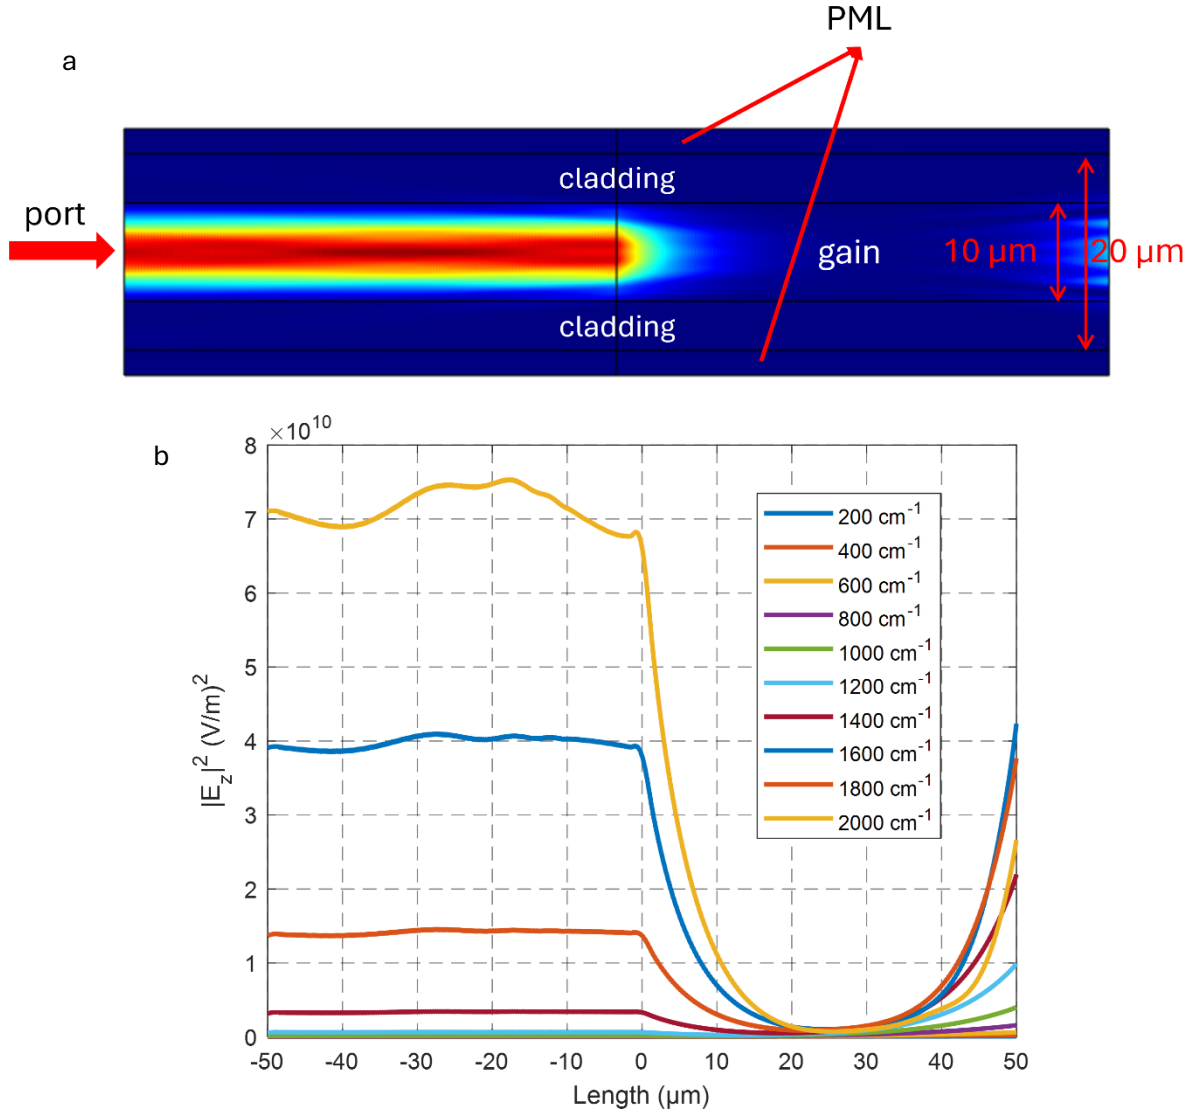 PML
a
cladding
port
gain
10 µm
20 µm
cladding
b
×10^10
8
7
6
5
4
3
2
1
0
|E_z|^2 (V/m)^2
200 cm^-1
400 cm^-1
600 cm^-1
800 cm^-1
1000 cm^-1
1200 cm^-1
1400 cm^-1
1600 cm^-1
1800 cm^-1
2000 cm^-1
-50 -40 -30 -20 -10 0 10 20 30 40 50
Length (µm)